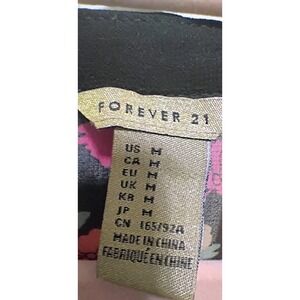 FOREVER 21
US M
CA M
EU M
UK M
KR M
JP M
CN 165/92A
MADE IN CHINA
FABRIQUÉ EN CHINE